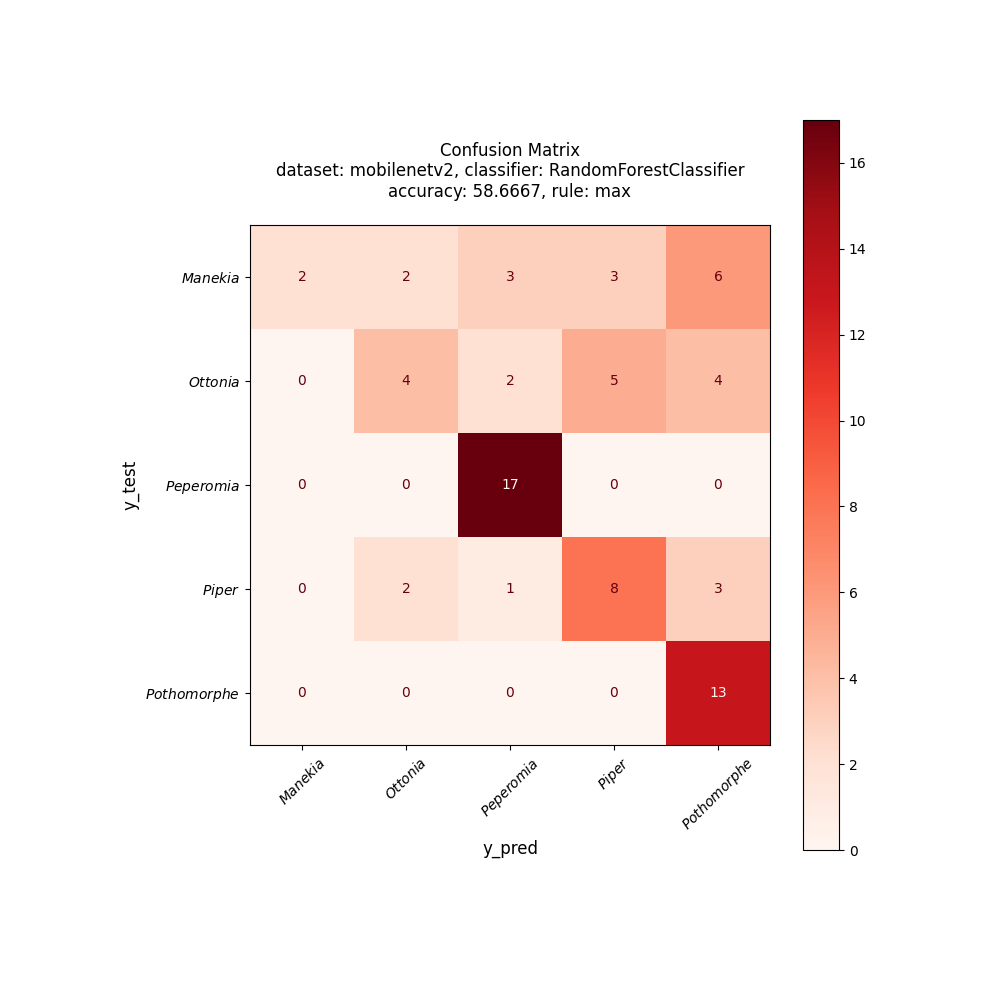 Confusion Matrix
dataset: mobilenetv2, classifier: RandomForestClassifier
accuracy: 58.6667, rule: max
Manekia 2 2 3 3 6
Ottonia 0 4 2 5 4
Peperomia 0 0 17 0 0
Piper 0 2 1 8 3
Pothomorphe 0 0 0 0 13
Manekia Ottonia Peperomia Piper Pothomorphe
y_test
y_pred
16
14
12
10
8
6
4
2
0